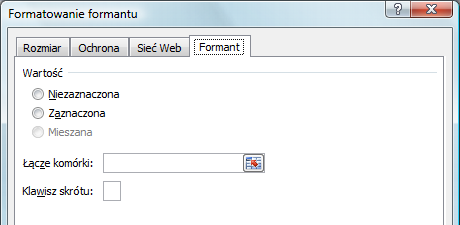 Formatowanie formantu
Rozmiar Ochrona Sieć Web Formant
Wartość
Niezaznaczona
Zaznaczona
Mieszana
Łącze komórki:
Klawisz skrótu: